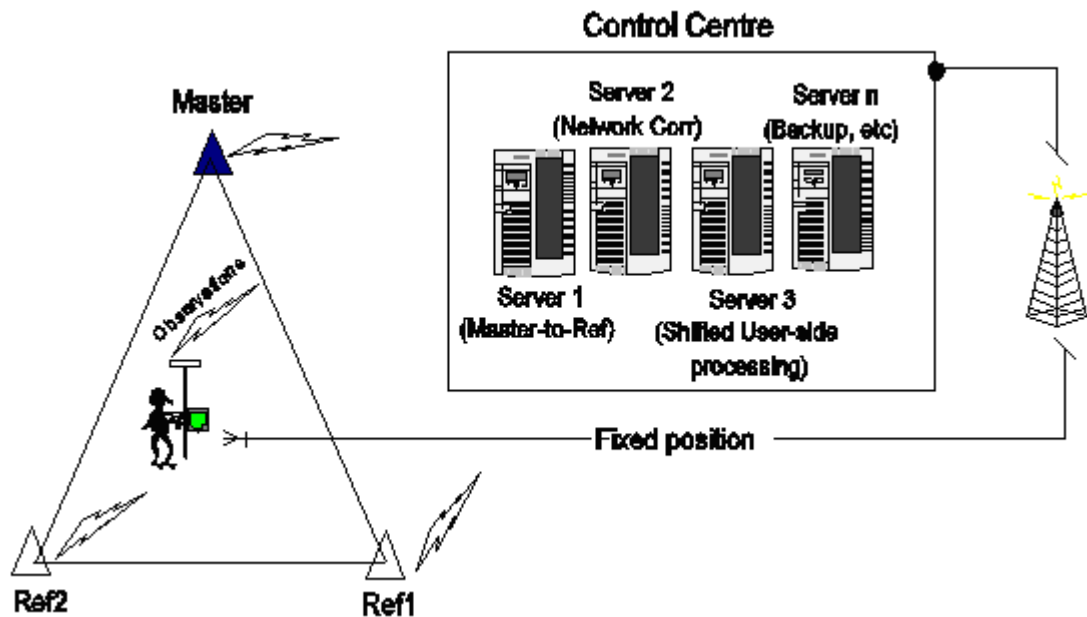 Control Centre
Master
Server 2
(Network Corr)
Server n
(Backup, etc)
Observations
Server 1
(Master-to-Ref)
Server 3
(Shifted User-side
processing)
Fixed position
Ref2
Ref1